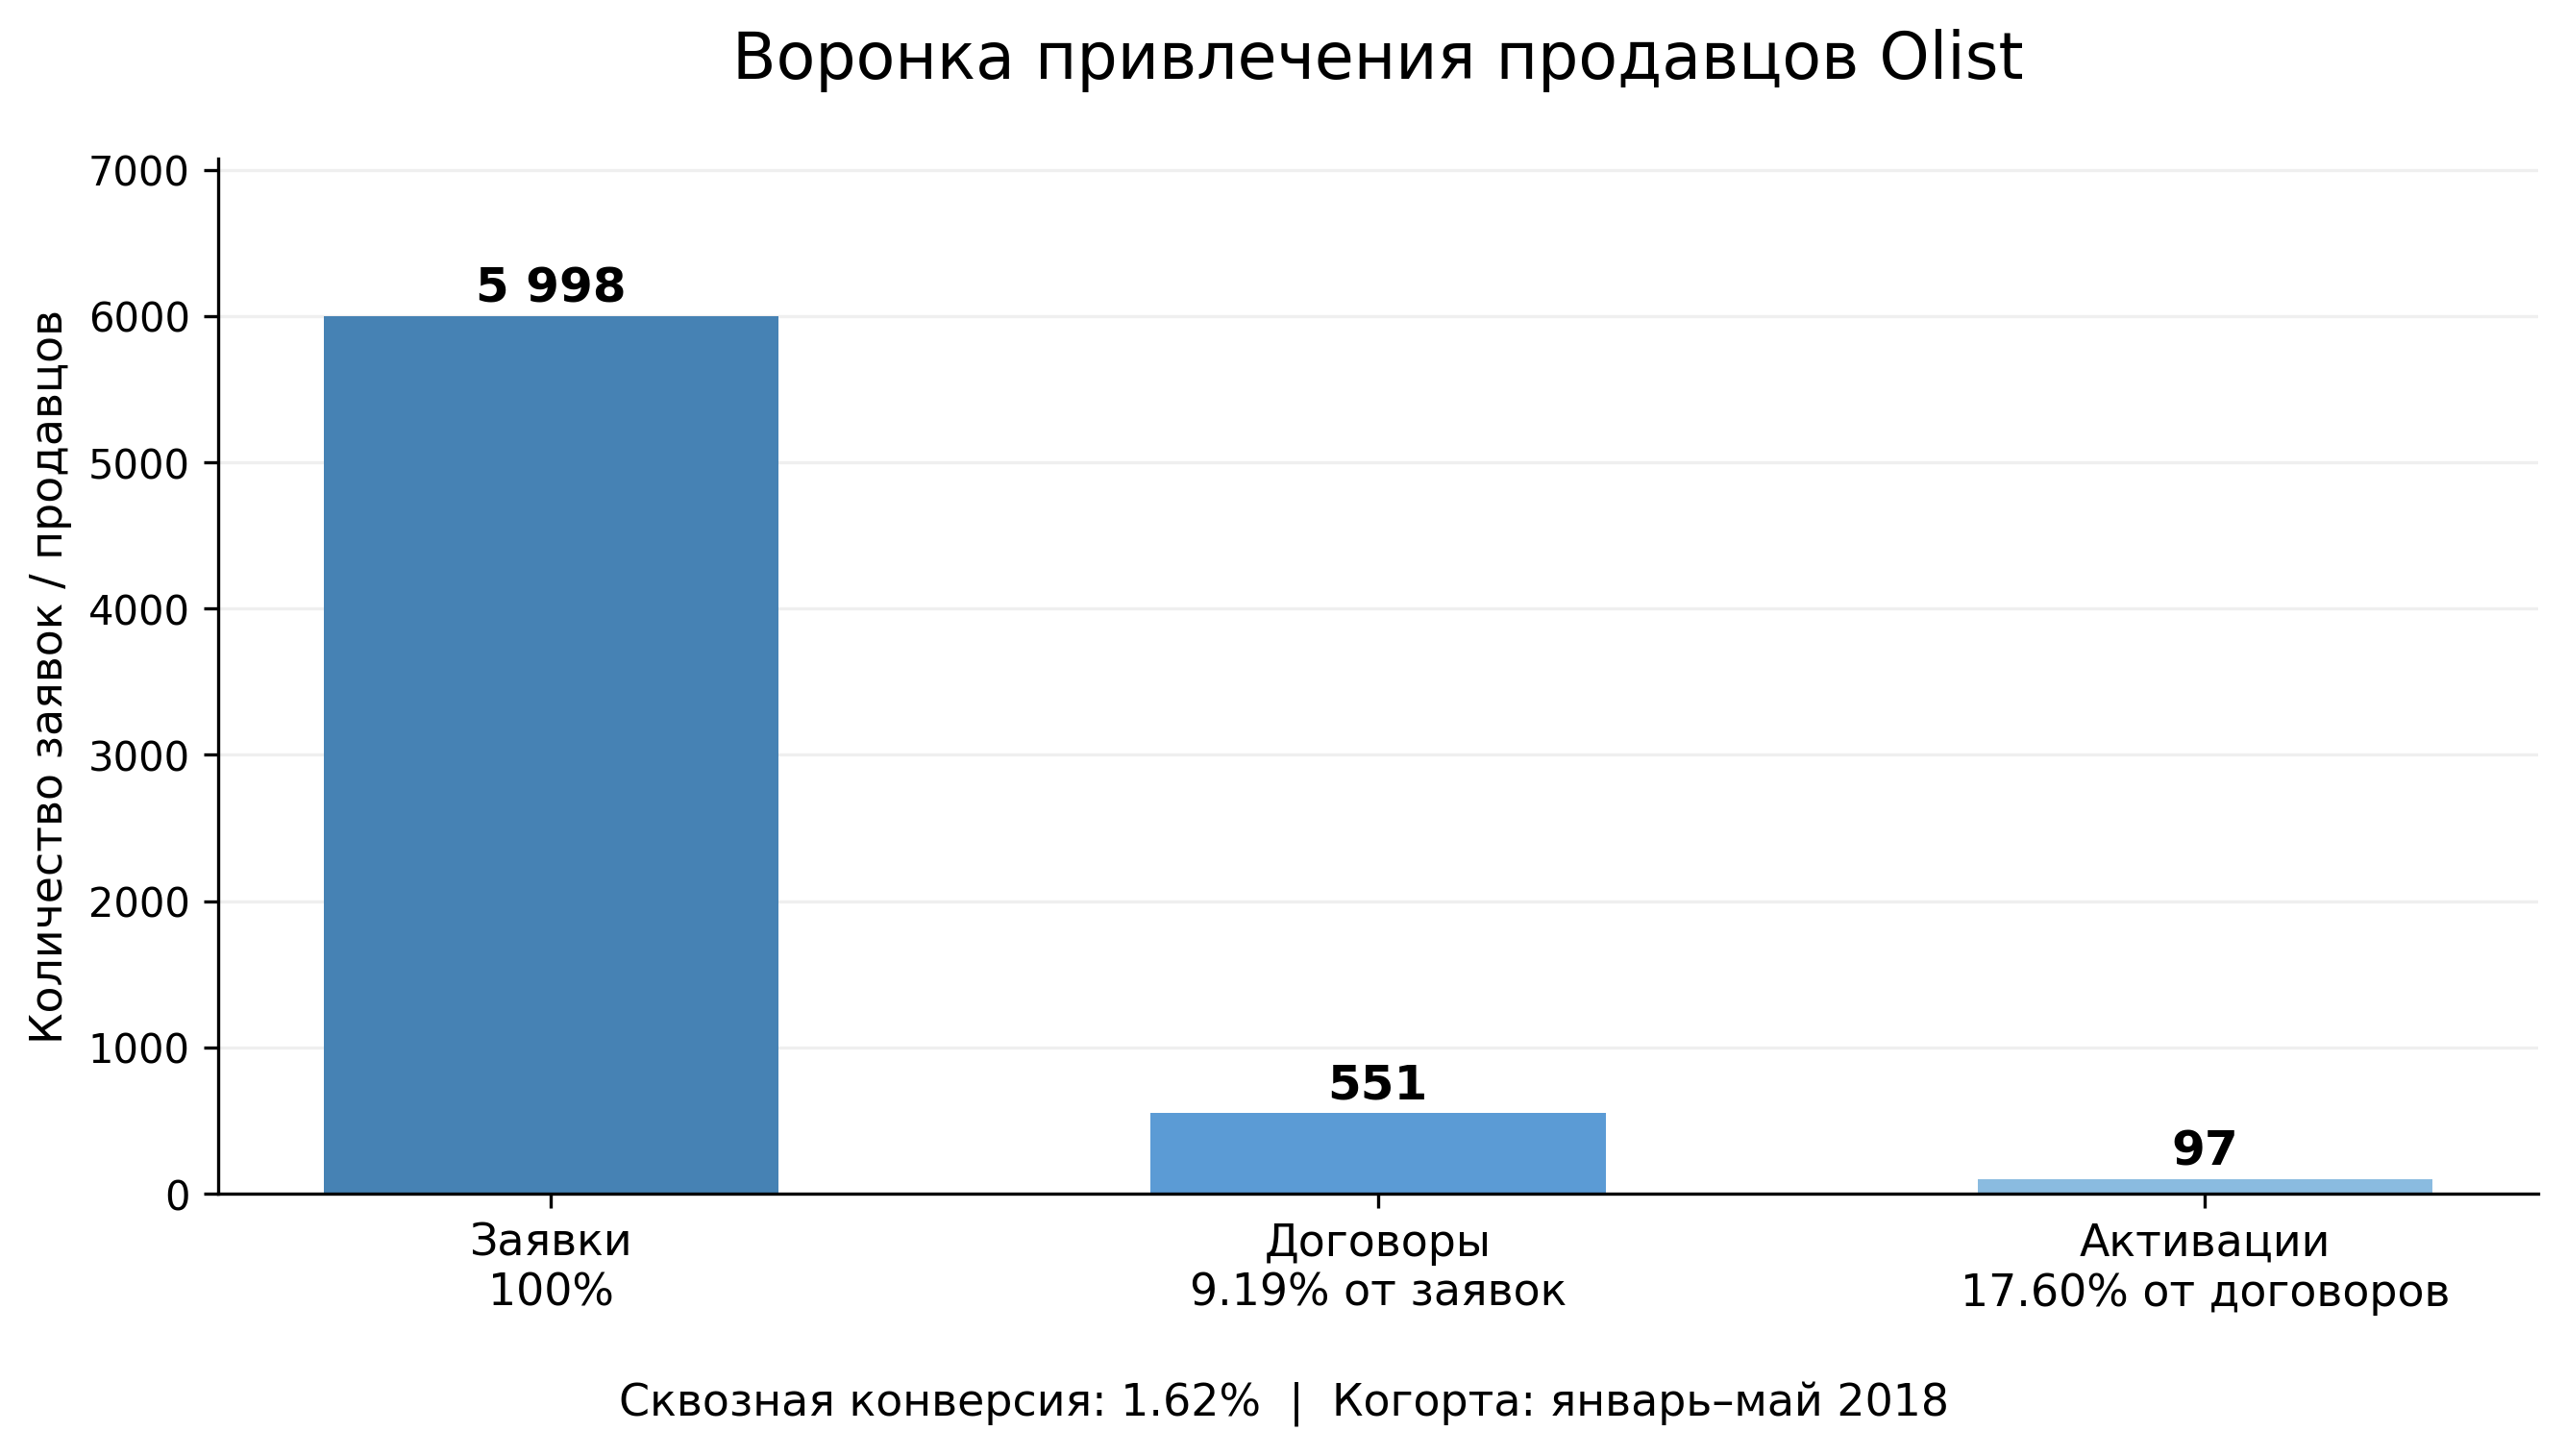 Воронка привлечения продавцов Olist
Количество заявок / продавцов
7000
6000
5000
4000
3000
2000
1000
0
5 998
551
97
Заявки
100%
Договоры
9.19% от заявок
Активации
17.60% от договоров
Сквозная конверсия: 1.62% | Когорта: январь–май 2018